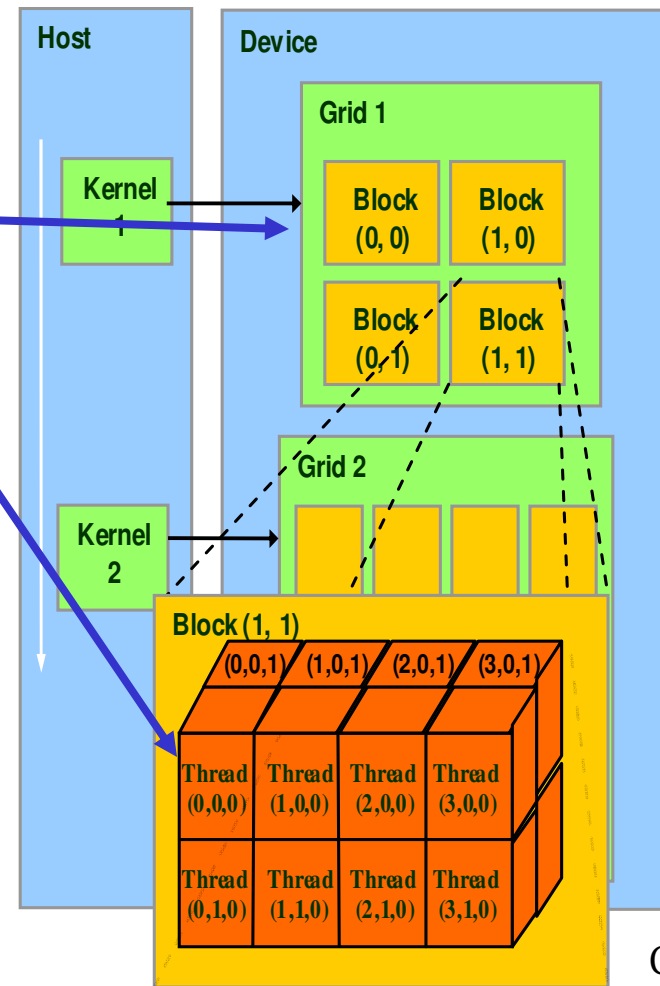 Host
Device
Grid 1
Kernel
1
Block
(0, 0)
Block
(1, 0)
Block
(0, 1)
Block
(1, 1)
Grid 2
Kernel
2
Block (1, 1)
(0,0,1) (1,0,1) (2,0,1) (3,0,1)
Thread
(0,0,0)
Thread
(1,0,0)
Thread
(2,0,0)
Thread
(3,0,0)
Thread
(0,1,0)
Thread
(1,1,0)
Thread
(2,1,0)
Thread
(3,1,0)